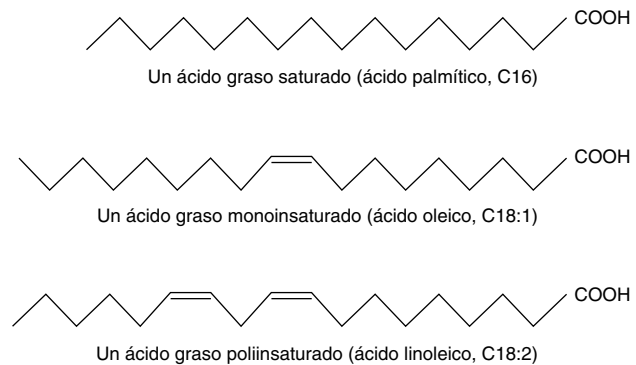 COOH
Un ácido graso saturado (ácido palmítico, C16)
COOH
Un ácido graso monoinsaturado (ácido oleico, C18:1)
COOH
Un ácido graso poliinsaturado (ácido linoleico, C18:2)